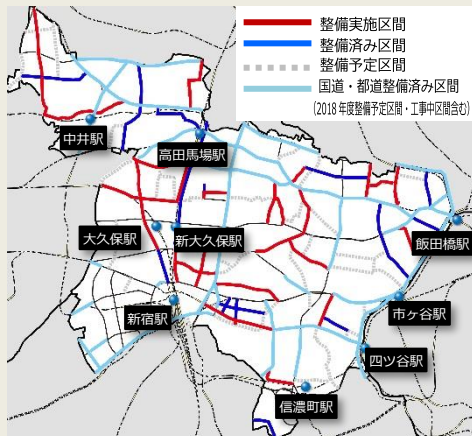 整備実施区間
整備済み区間
整備予定区間
国道・都道整備済み区間
(2018年度整備予定区間・工事中区間含む)
中井駅
高田馬場駅
大久保駅
新大久保駅
飯田橋駅
新宿駅
市ヶ谷駅
四ツ谷駅
信濃町駅